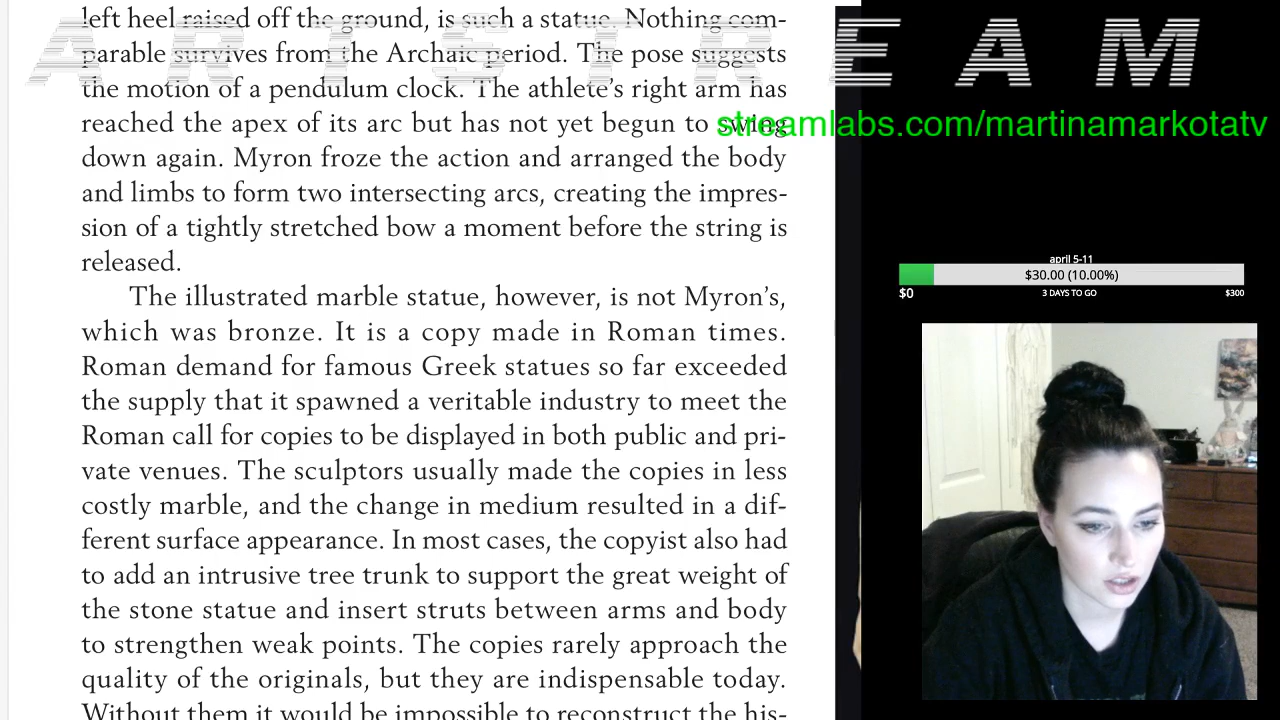 left heel raised off the ground, is such a statue. Nothing com-
parable survives from the Archaic period. The pose suggests
the motion of a pendulum clock. The athlete's right arm has
reached the apex of its arc but has not yet begun to swing
down again. Myron froze the action and arranged the body
and limbs to form two intersecting arcs, creating the impres-
sion of a tightly stretched bow a moment before the string is
released.
The illustrated marble statue, however, is not Myron's,
which was bronze. It is a copy made in Roman times.
Roman demand for famous Greek statues so far exceeded
the supply that it spawned a veritable industry to meet the
Roman call for copies to be displayed in both public and pri-
vate venues. The sculptors usually made the copies in less
costly marble, and the change in medium resulted in a dif-
ferent surface appearance. In most cases, the copyist also had
to add an intrusive tree trunk to support the great weight of
the stone statue and insert struts between arms and body
to strengthen weak points. The copies rarely approach the
quality of the originals, but they are indispensable today.
Without them it would be impossible to reconstruct the his-
ARTSTREAM
streamlabs.com/martinamarkotatv
april 5-11
$30.00 (10.00%)
$0 3 DAYS TO GO $300